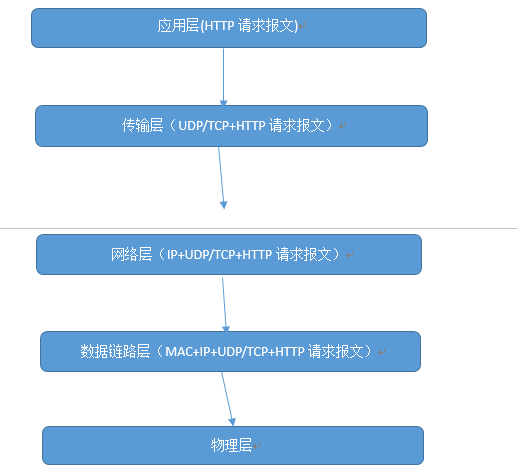 应用层(HTTP 请求报文)
传输层（UDP/TCP+HTTP 请求报文）
网络层（IP+UDP/TCP+HTTP 请求报文）
数据链路层（MAC+IP+UDP/TCP+HTTP 请求报文）
物理层